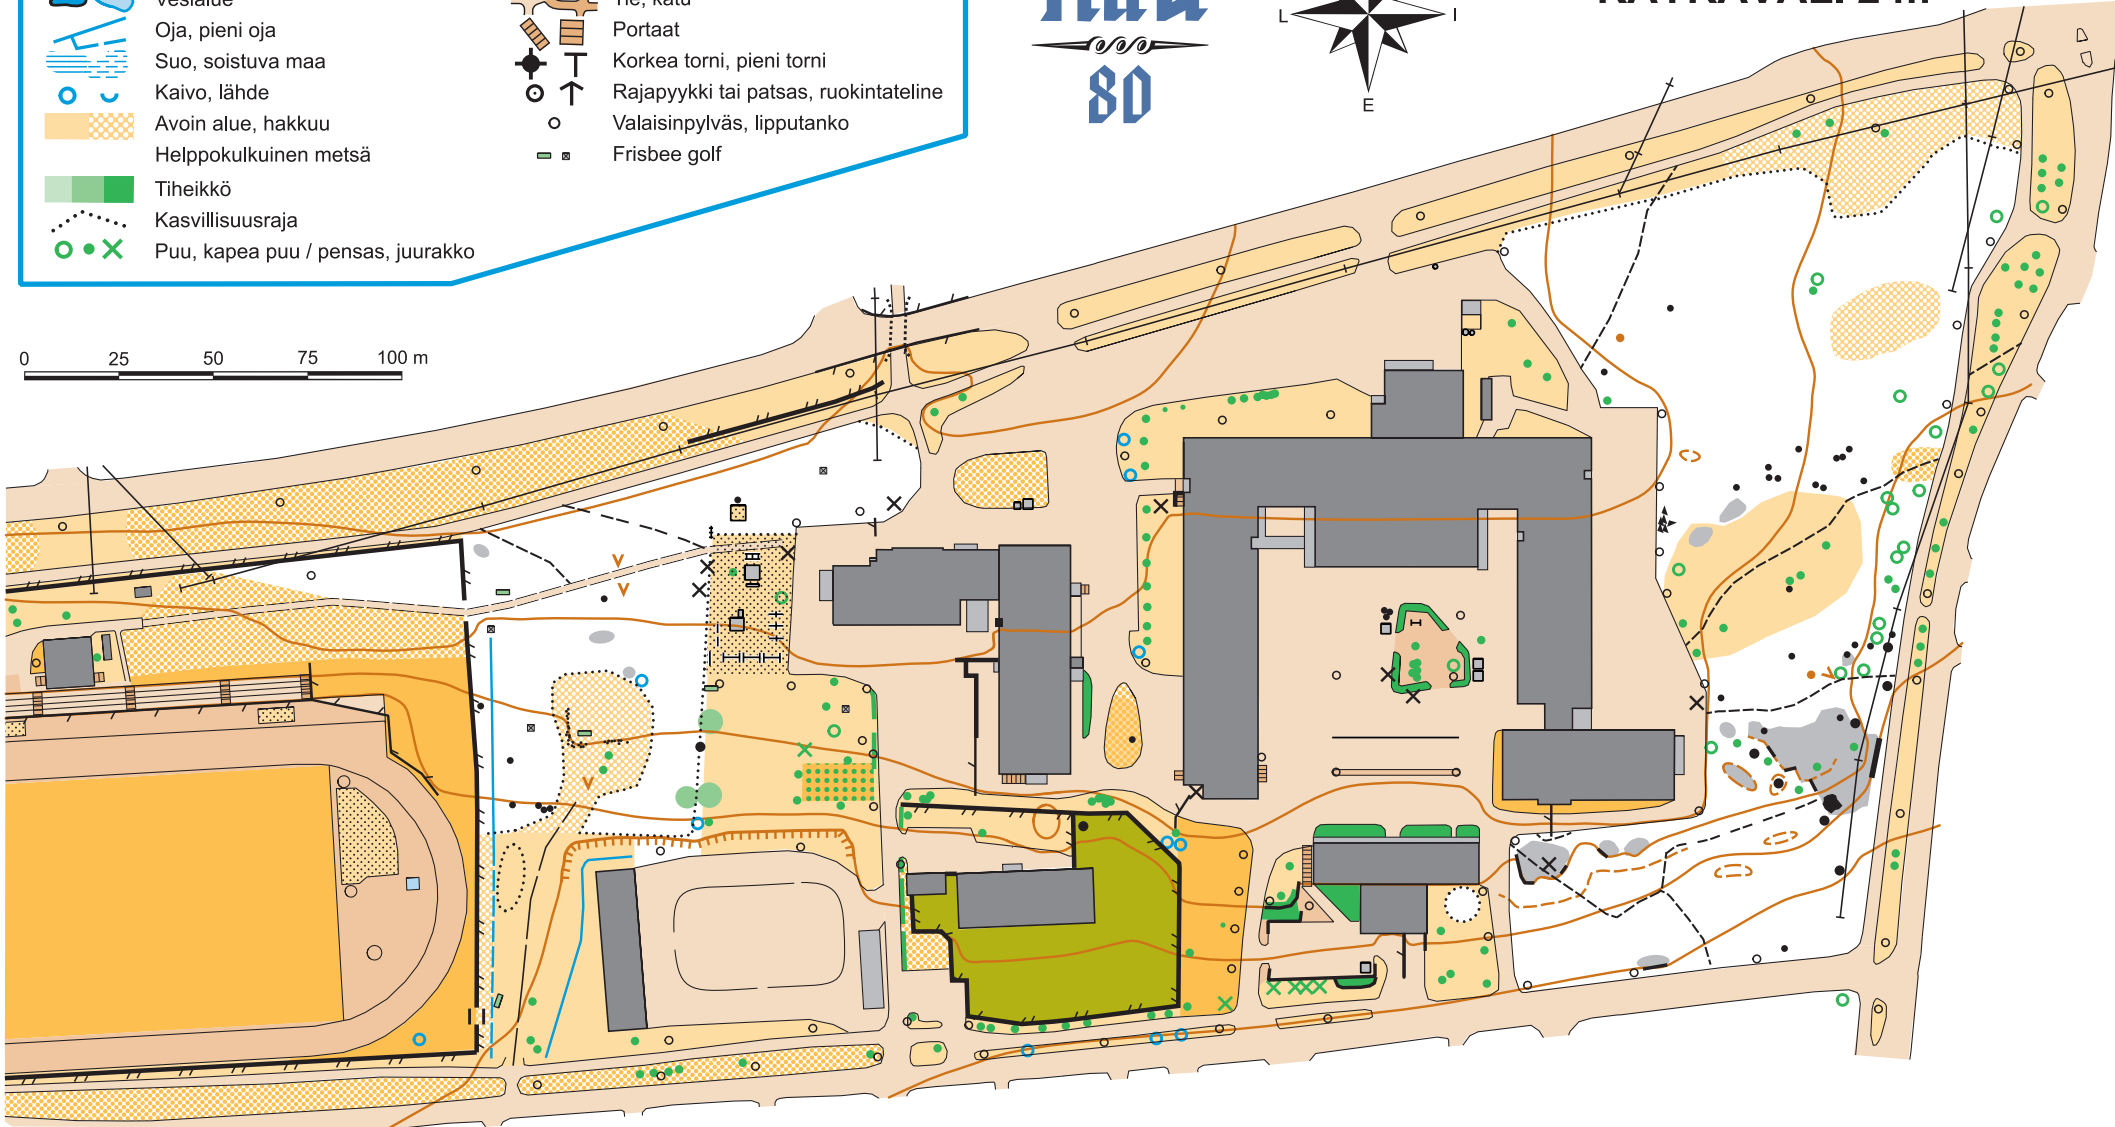 Oja, pieni oja
Suo, soistuva maa
Kaivo, lähde
Avoin alue, hakkuu
Helppokulkuinen metsä
Tiheikkö
Kasvillisuusraja
Puu, kapea puu / pensas, juurakko
Portaat
Korkea torni, pieni torni
Rajapyykki tai patsas, ruokintateline
Valaisinpylväs, lipputanko
Frisbee golf
80
L
I
E
0 25 50 75 100 m